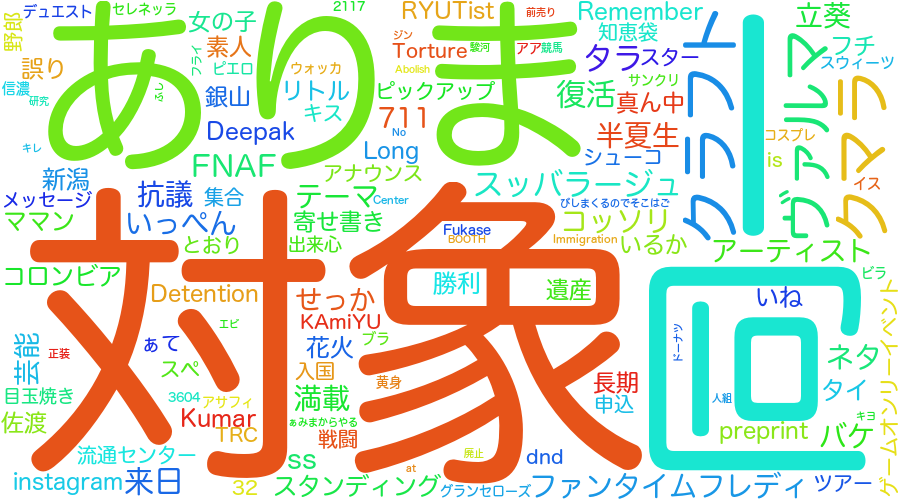 デュエスト
セレネッラ
2117
RYUTist
前売り
Remember
立葵
野郎
女の子
フライ
ジン
Torture
駿河
アア
競馬
知恵袋
クラフト
ヴァルマ
クマラ
フチ
誤り
素人
ピエロ
ウォッカ
Abolish
タラ
スター
スウィーツ
あり
ま
信濃
研究
ふし
銀山
リトル
ピックアップ
復活
サンクリ
真ん中
キス
711
キレ
Deepak
No
Long
半夏生
コスプレ
新潟
FNAF
アナウンス
シューコ
is
メッセージ
抗議
集合
テーマ
Center
スッバラージュ
びしまくるのでそこはご
イス
ママン
いっぺん
寄せ書き
Fukase
コッソリ
とおり
出来心
BOOTH
Immigration
いるか
アーティスト
対象
回
コロンビア
Detention
せっか
勝利
遺産
いね
ビラ
KAmiYU
ゲームオンリーイベント
芸能
正装
ぁて
エビ
花火
ブラ
ドーナツ
ネタ
スペ
入国
黄身
長期
タイ
目玉焼き
3604
アサフィ
満載
申込
人組
佐渡
Kumar
TRC
ぁみまからやる
戦闘
キヨ
preprint
バケ
流通センター
ss
at
廃止
dnd
instagram
来日
32
スタンディング
グランセローズ
ファンタイムフレディ
ツアー